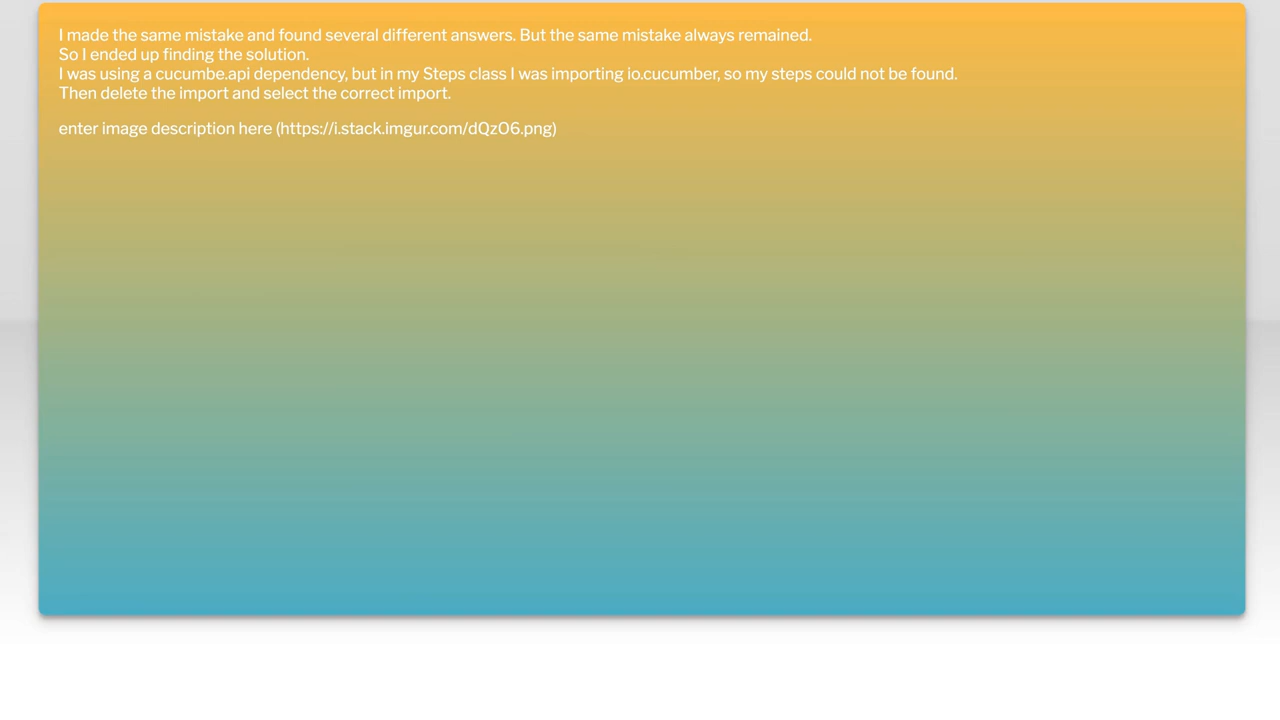 I made the same mistake and found several different answers. But the same mistake always remained.
So I ended up finding the solution.
I was using a cucumbe.api dependency, but in my Steps class I was importing io.cucumber, so my steps could not be found.
Then delete the import and select the correct import.
enter image description here (https://i.stack.imgur.com/dQzO6.png)